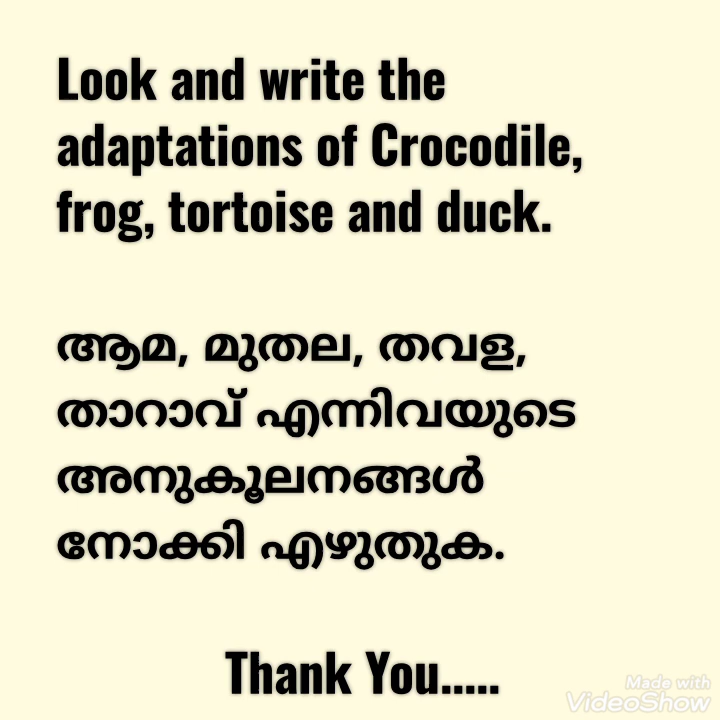 Look and write the
adaptations of Crocodile,
frog, tortoise and duck.
ആമ, മുതല, തവള,
താറാവ് എന്നിവയുടെ
അനുകൂലനങ്ങൾ
നോക്കി എഴുതുക.
Thank You.....
Made with
VideoShow